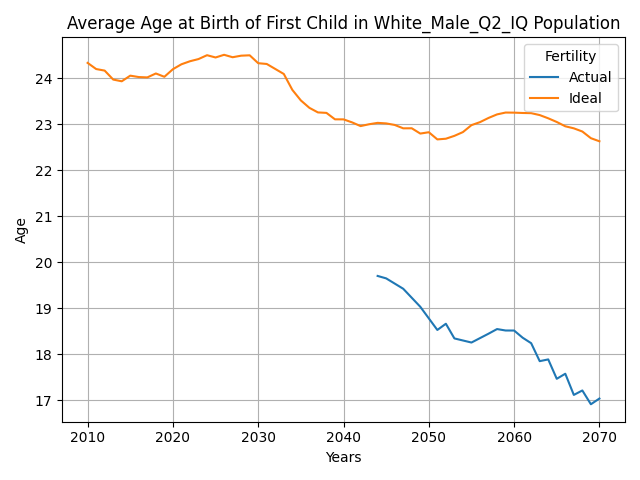 Average Age at Birth of First Child in White_Male_Q2_IQ Population
Fertility
Actual
Ideal
24
23
22
21
20
19
18
17
Age
2010 2020 2030 2040 2050 2060 2070
Years